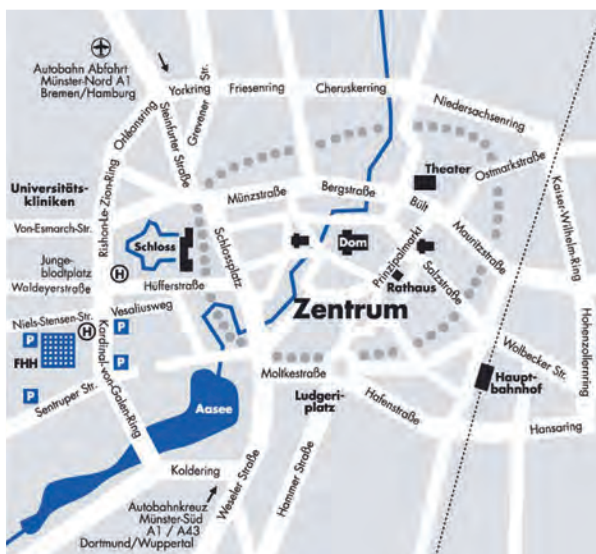 Autobahn Abfahrt
Münster-Nord A1
Bremen/Hamburg
Yorkring
Grevener Str.
Friesenring
Cheruskerring
Niedersachsenring
Orléansring
Steinfurter Straße
Theater
Ostmarkstraße
Universitäts-
kliniken
Rishon-Le-Zion-Ring
Münzstraße
Bergstraße
Bült
Kaiser-Wilhelm-Ring
Von-Esmarch-Str.
Schloss
Schlossplatz
Dom
Prinzipalmarkt
Mauritzstraße
Junge-
blodtplatz
H
Waldeyerstraße
Hüfferstraße
Rathaus
Salzstraße
Zentrum
Hohenzollernring
Niels-Stensen-Str.
H
Vesaliusweg
P
P
FHH
P
P
Kardinal-von-Galen-Ring
Wolbecker Str.
Sentruper Str.
Moltkestraße
Haupt-
bahnhof
Aasee
Ludgeri-
platz
Hafenstraße
Hansaring
Koldering
Weseler Straße
Hammer Straße
Autobahnkreuz
Münster-Süd
A1 / A43
Dortmund/Wuppertal